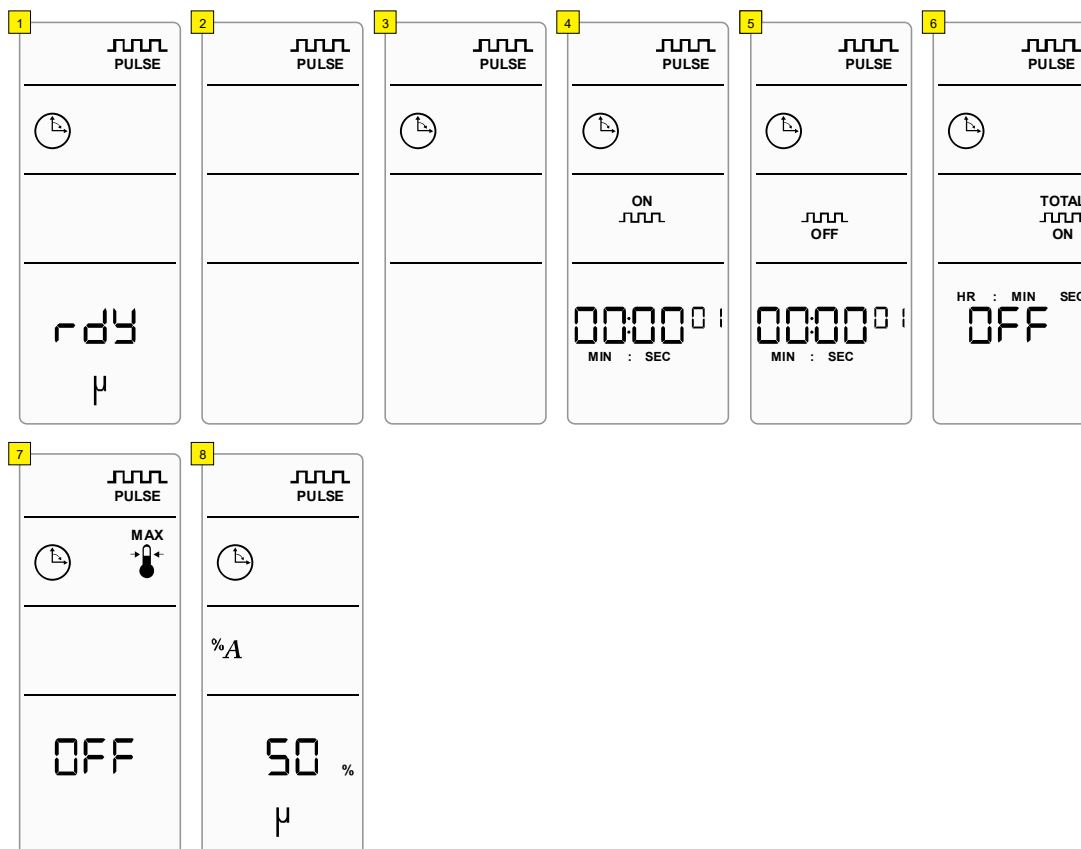 1
PULSE
rdy
µ
2
PULSE
3
PULSE
4
PULSE
ON
00:00 01
MIN : SEC
5
PULSE
OFF
00:00 01
MIN : SEC
6
PULSE
TOTAL
ON
HR : MIN SEC
OFF
7
PULSE
MAX
OFF
8
PULSE
%A
50 %
µ